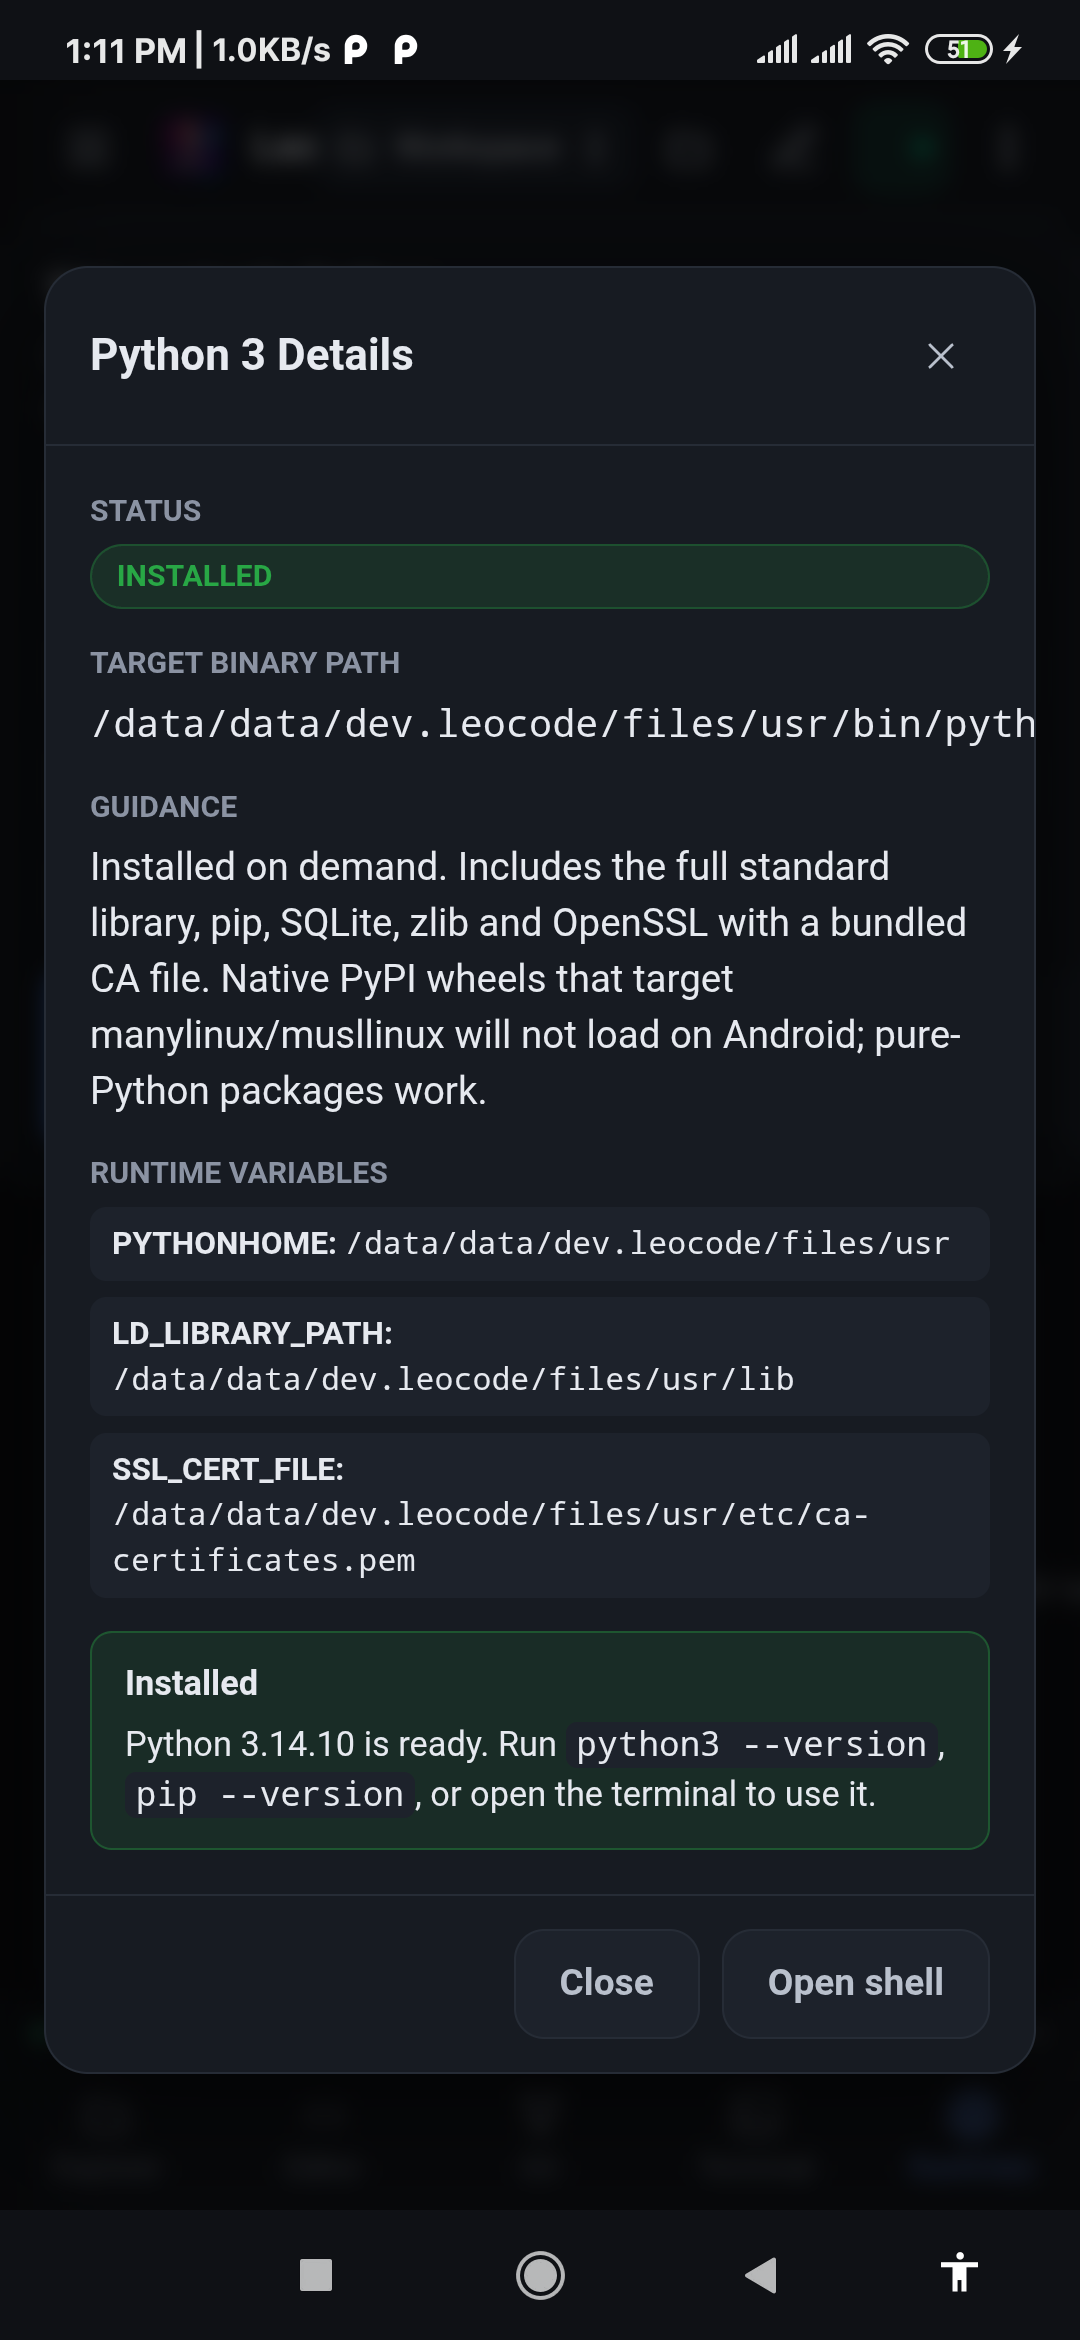 1:11 PM | 1.0KB/s
51
Python 3 Details
STATUS
INSTALLED
TARGET BINARY PATH
/data/data/dev.leocode/files/usr/bin/pyth
GUIDANCE
Installed on demand. Includes the full standard
library, pip, SQLite, zlib and OpenSSL with a bundled
CA file. Native PyPI wheels that target
manylinux/musllinux will not load on Android; pure-
Python packages work.
RUNTIME VARIABLES
PYTHONHOME: /data/data/dev.leocode/files/usr
LD_LIBRARY_PATH:
/data/data/dev.leocode/files/usr/lib
SSL_CERT_FILE:
/data/data/dev.leocode/files/usr/etc/ca-
certificates.pem
Installed
Python 3.14.10 is ready. Run python3 --version,
pip --version, or open the terminal to use it.
Close
Open shell